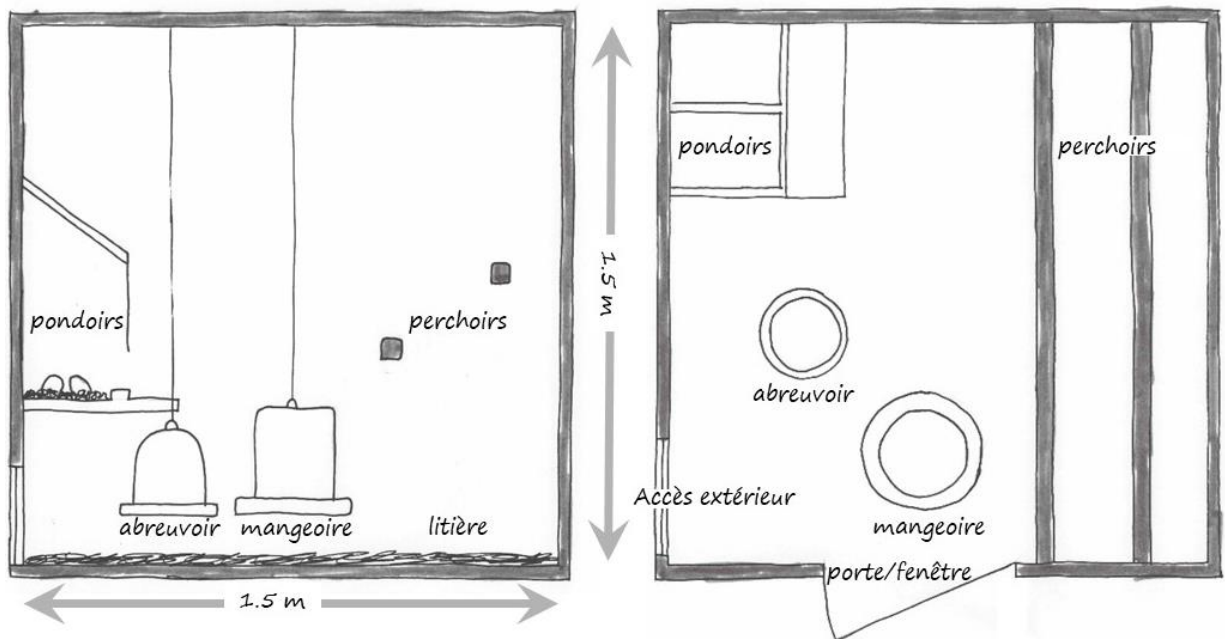 pondoirs
perchoirs
abreuvoir
mangeoire
litière
1.5 m
1.5 m
pondoirs
perchoirs
abreuvoir
Accès extérieur
mangeoire
porte/fenêtre